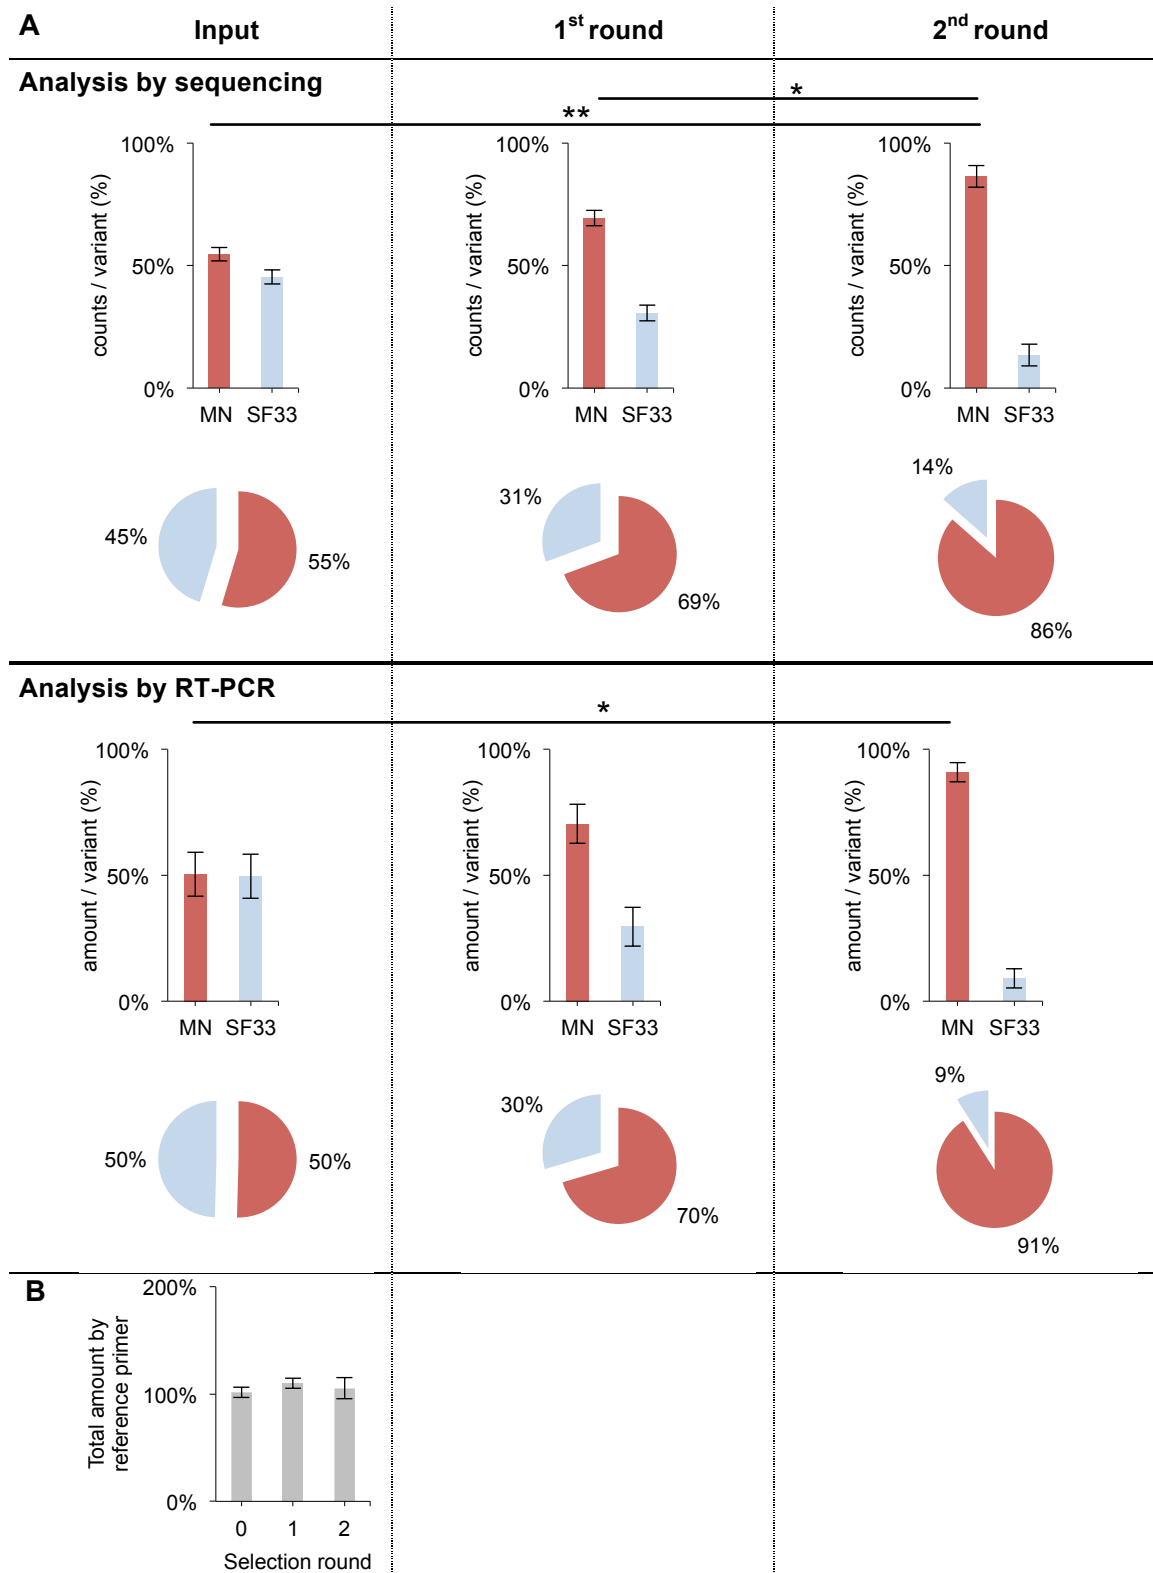 A
Input
1st round
2nd round
Analysis by sequencing
*
**
100%
50%
0%
counts / variant (%)
MN SF33
100%
50%
0%
counts / variant (%)
MN SF33
100%
50%
0%
counts / variant (%)
MN SF33
45%
55%
31%
69%
14%
86%
Analysis by RT-PCR
*
100%
50%
0%
amount / variant (%)
MN SF33
100%
50%
0%
amount / variant (%)
MN SF33
100%
50%
0%
amount / variant (%)
MN SF33
50%
50%
30%
70%
9%
91%
B
200%
100%
0%
Total amount by
reference primer
0 1 2
Selection round